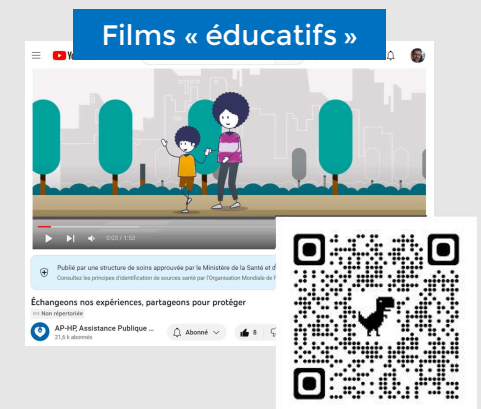 Films « éducatifs »
0:03 / 1:53
Publié par une structure de soins approuvée par le Ministère de la Santé et d
Consultez les principes d'identification de sources santé par l'Organisation Mondiale de
Échangeons nos expériences, partageons pour protéger
Non répertoriée
AP-HP, Assistance Publique ...
21,6 k abonnés
Abonné
8